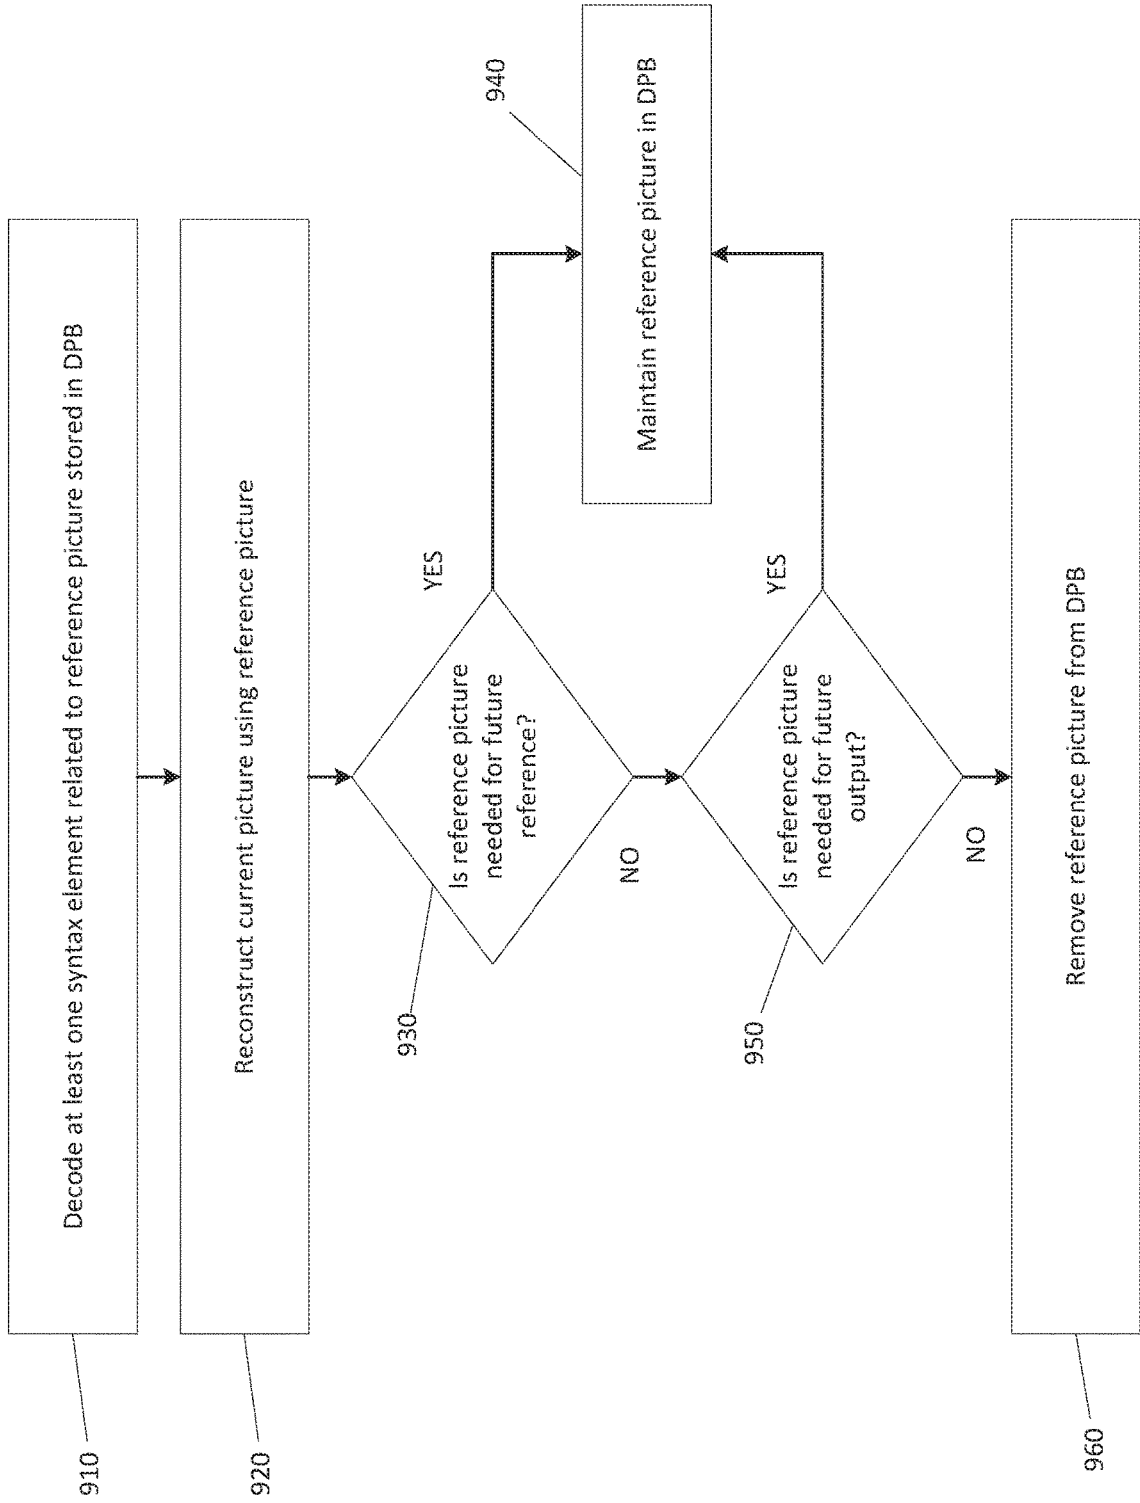 910
Decode at least one syntax element related to reference picture stored in DPB
920
Reconstruct current picture using reference picture
930
Is reference picture
needed for future
reference?
YES
940
Maintain reference picture in DPB
NO
950
Is reference picture
needed for future
output?
YES
NO
960
Remove reference picture from DPB